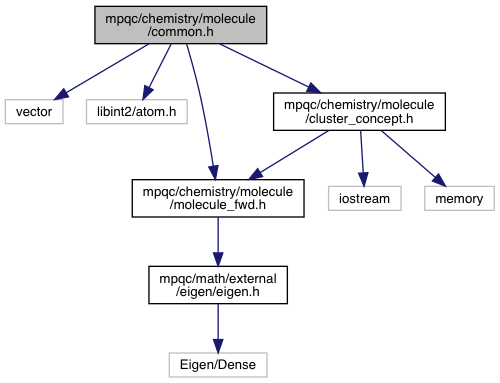 mpqc/chemistry/molecule
/common.h
vector
libint2/atom.h
mpqc/chemistry/molecule
/cluster_concept.h
mpqc/chemistry/molecule
/molecule_fwd.h
iostream
memory
mpqc/math/external
/eigen/eigen.h
Eigen/Dense